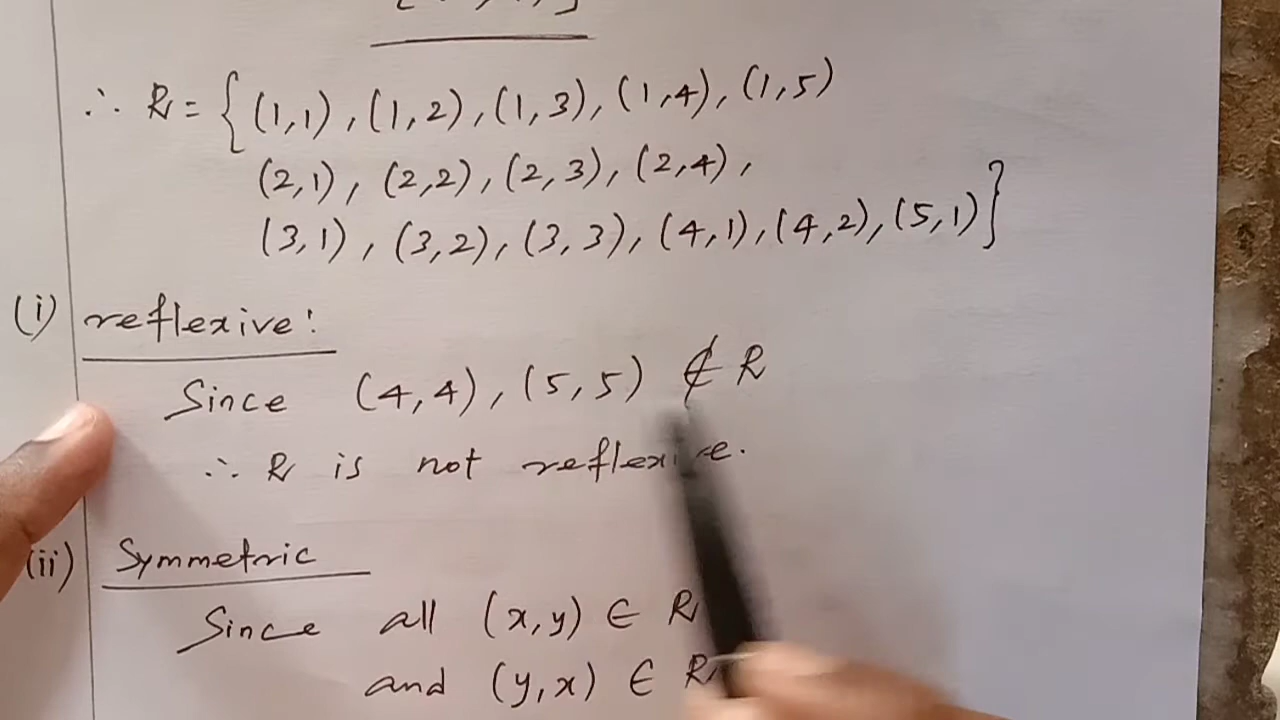 ∴ R = {(1,1), (1,2), (1,3), (1,4), (1,5)
(2,1), (2,2), (2,3), (2,4),
(3,1), (3,2), (3,3), (4,1), (4,2), (5,1)}
(i) reflexive:
Since (4,4), (5,5) ∉ R
∴ R is not reflexive.
(ii) Symmetric
Since all (x,y) ∈ R
and (y,x) ∈ R